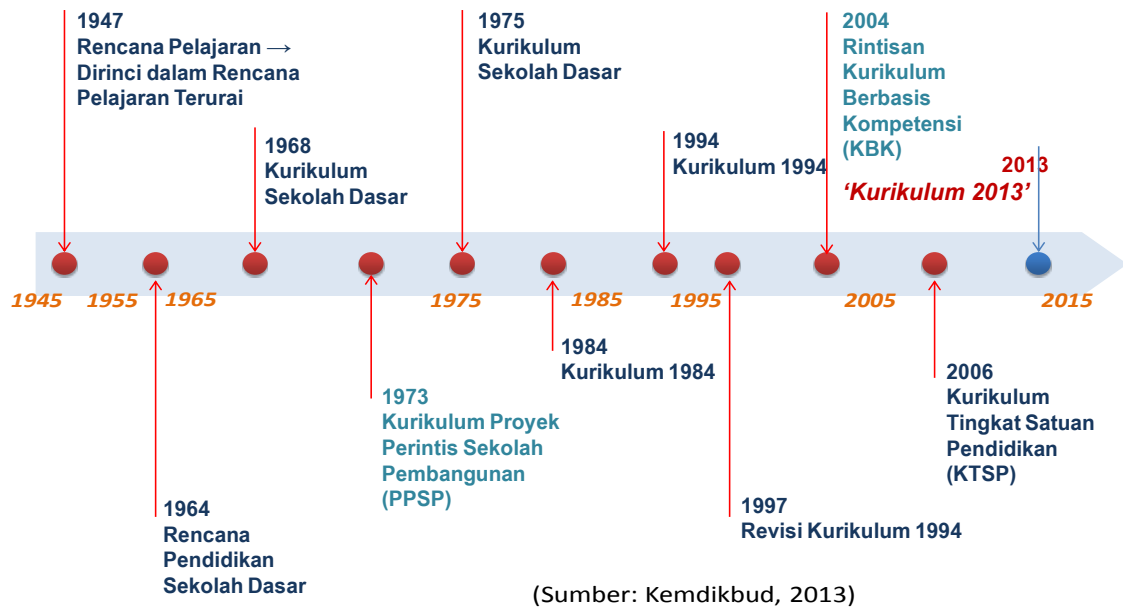 1947
Rencana Pelajaran →
Dirinci dalam Rencana
Pelajaran Terurai
1968
Kurikulum
Sekolah Dasar
1975
Kurikulum
Sekolah Dasar
1994
Kurikulum 1994
2004
Rintisan
Kurikulum
Berbasis
Kompetensi
(KBK)
2013
‘Kurikulum 2013’
1945
1955
1965
1975
1985
1995
2005
2015
1964
Rencana
Pendidikan
Sekolah Dasar
1973
Kurikulum Proyek
Perintis Sekolah
Pembangunan
(PPSP)
1984
Kurikulum 1984
1997
Revisi Kurikulum 1994
2006
Kurikulum
Tingkat Satuan
Pendidikan
(KTSP)
(Sumber: Kemdikbud, 2013)